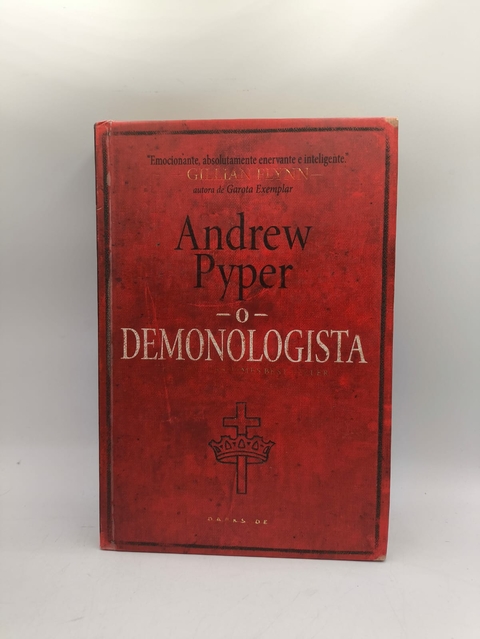 "Emocionante, absolutamente enervante e inteligente."
GILLIAN FLYNN
autora de Garota Exemplar
Andrew
Pyper
O
DEMONOLOGISTA